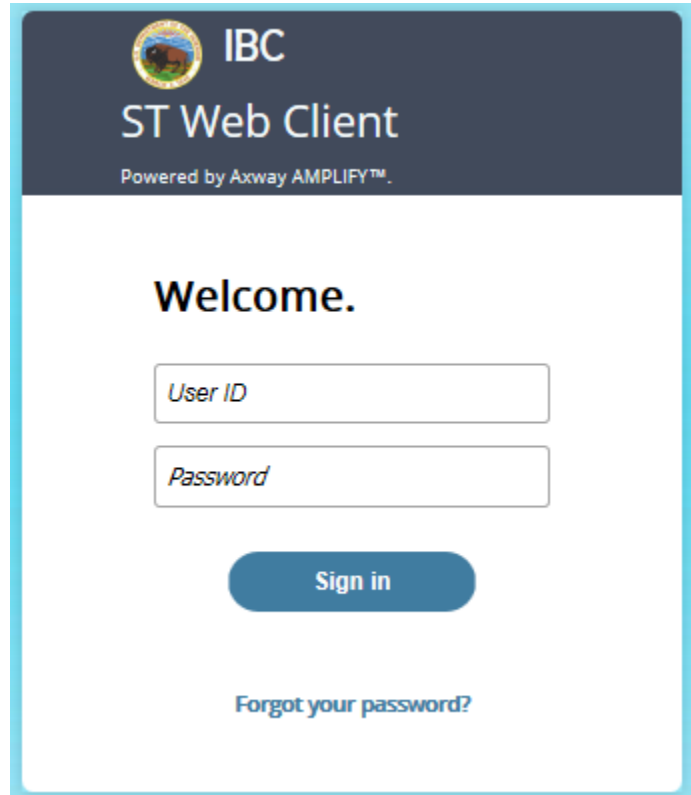 IBC
ST Web Client
Powered by Axway AMPLIFY™.
Welcome.
User ID
Password
Sign in
Forgot your password?